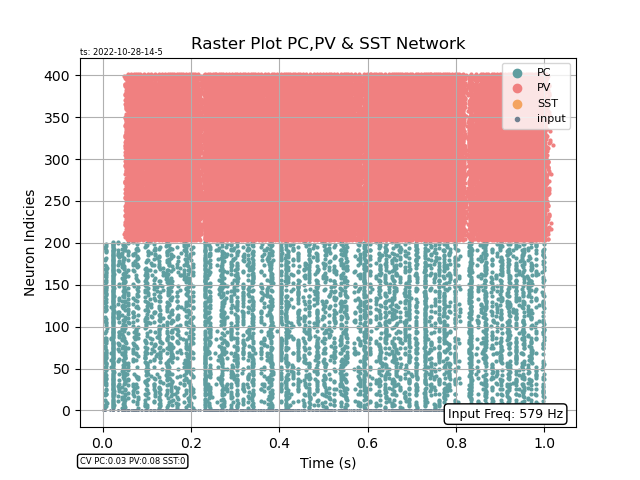 Raster Plot PC,PV & SST Network
ts: 2022-10-28-14-5
PC
PV
SST
input
400
350
300
250
200
150
100
50
0
Neuron Indicies
Input Freq: 579 Hz
0.0 0.2 0.4 0.6 0.8 1.0
Time (s)
CV PC:0.03 PV:0.08 SST:0